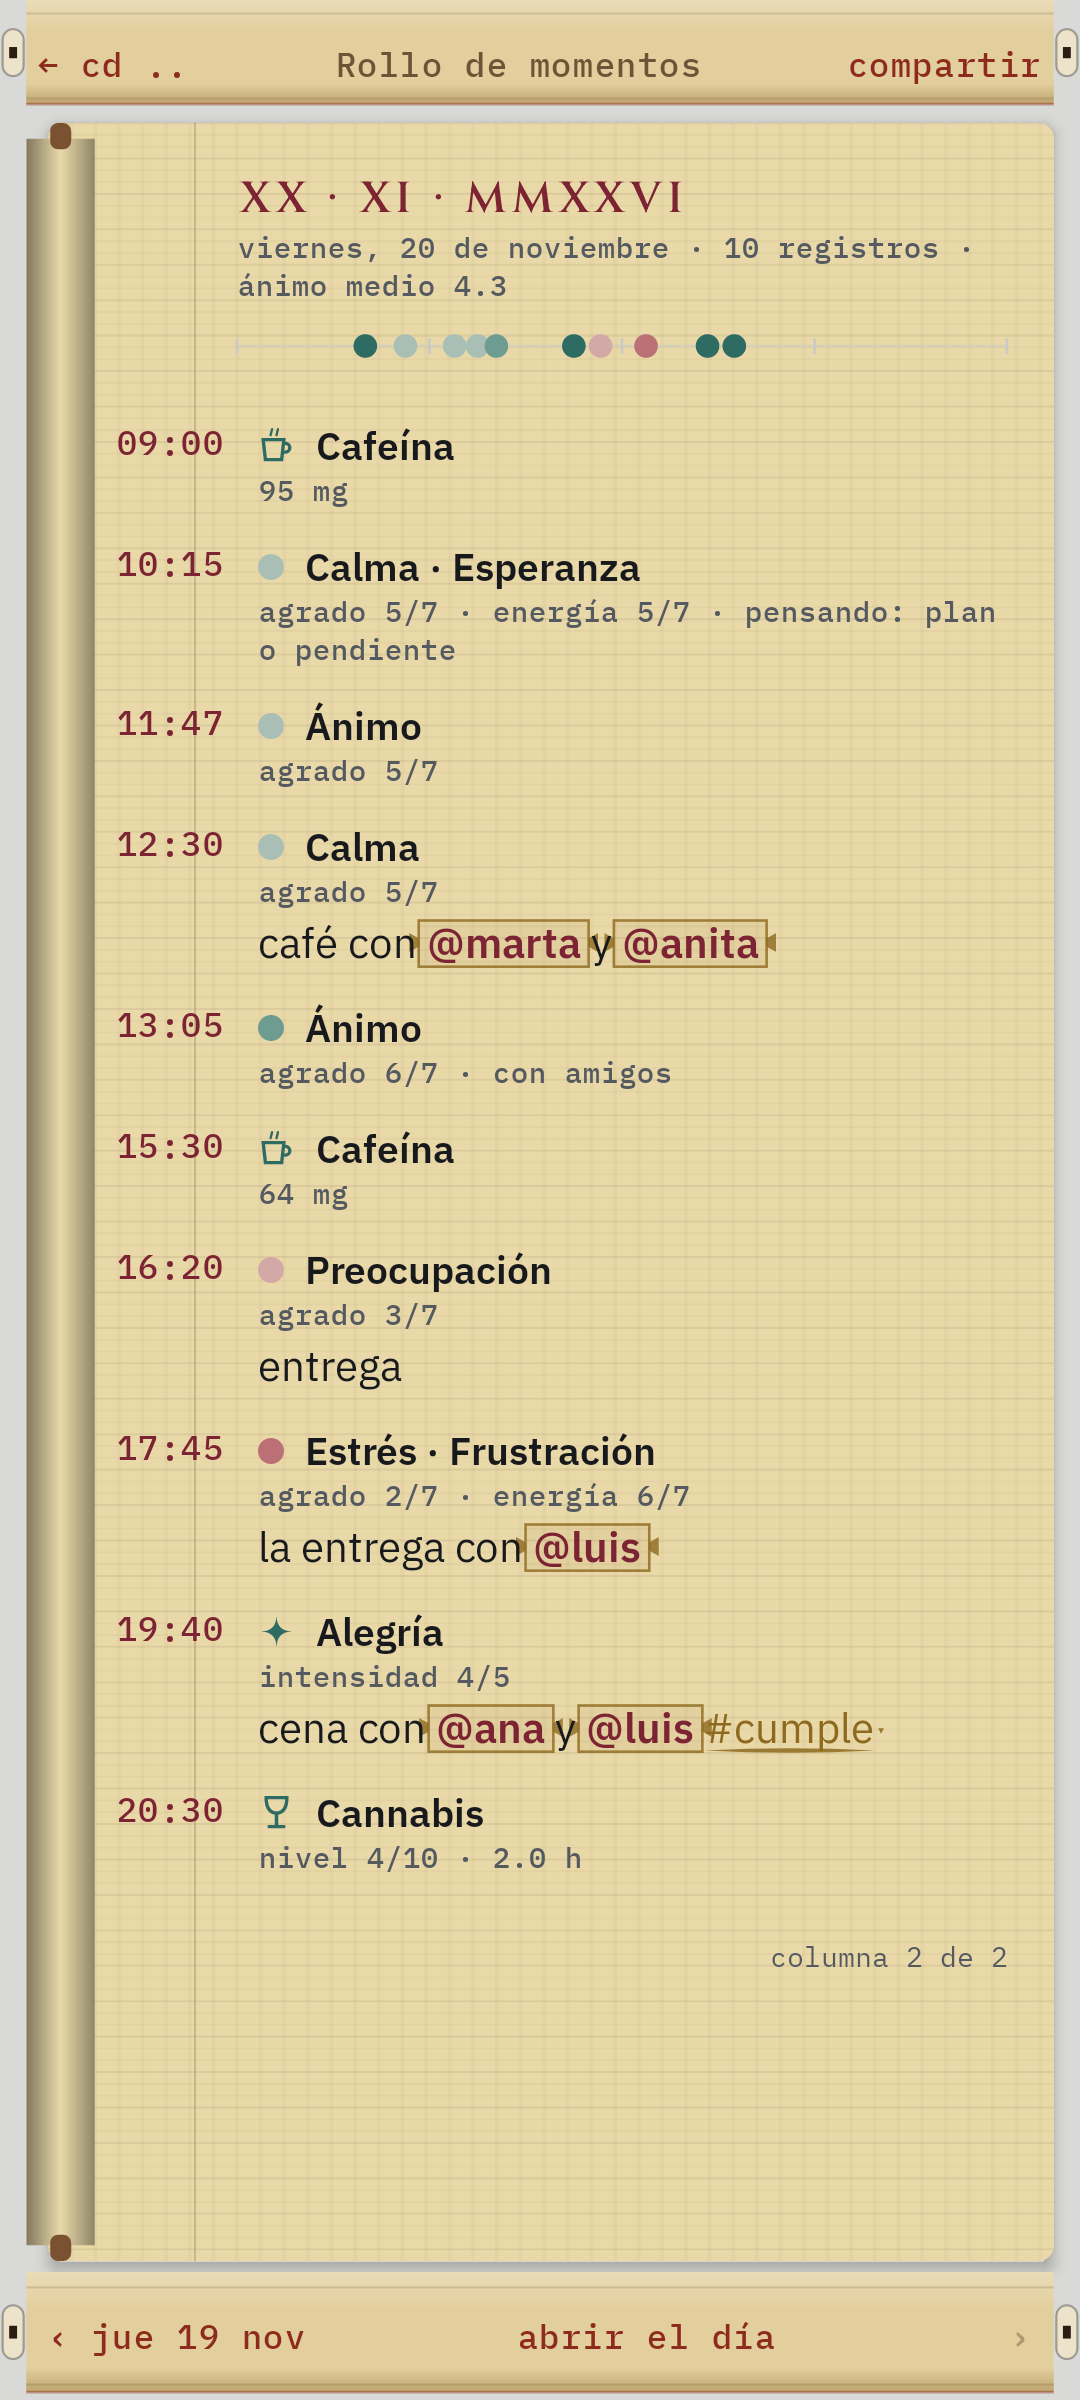 ← cd ..
Rollo de momentos
compartir
XX · XI · MMXXVI
viernes, 20 de noviembre · 10 registros ·
ánimo medio 4.3
09:00 Cafeína
95 mg
10:15 Calma · Esperanza
agrado 5/7 · energía 5/7 · pensando: plan
o pendiente
11:47 Ánimo
agrado 5/7
12:30 Calma
agrado 5/7
café con @marta y @anita
13:05 Ánimo
agrado 6/7 · con amigos
15:30 Cafeína
64 mg
16:20 Preocupación
agrado 3/7
entrega
17:45 Estrés · Frustración
agrado 2/7 · energía 6/7
la entrega con @luis
19:40 Alegría
intensidad 4/5
cena con @ana y @luis #cumple
20:30 Cannabis
nivel 4/10 · 2.0 h
columna 2 de 2
‹ jue 19 nov
abrir el día
›